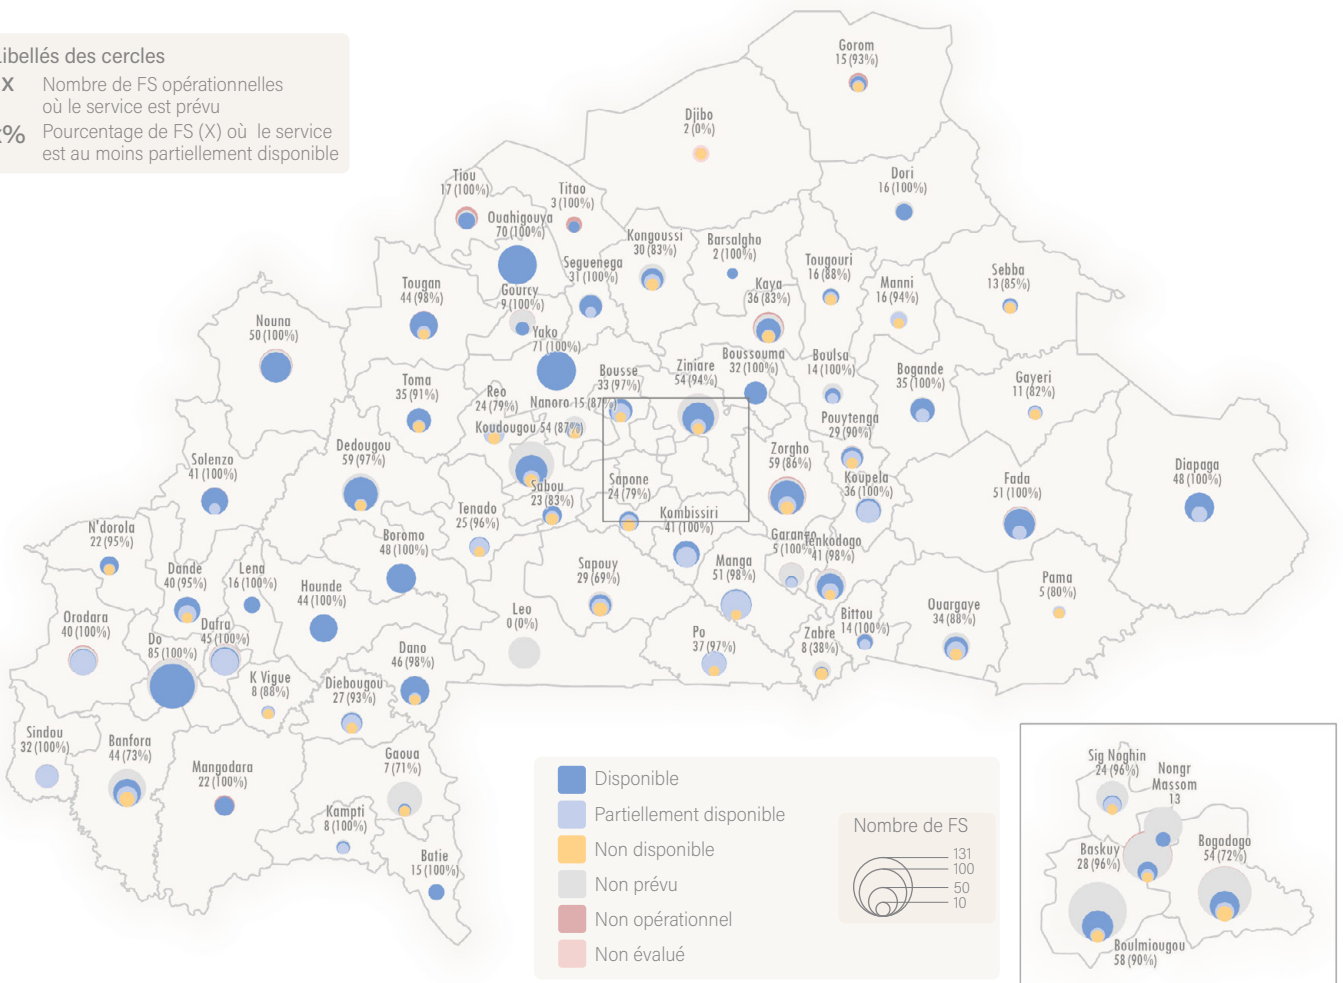 Libellés des cercles
X Nombre de FS opérationnelles
où le service est prévu
% Pourcentage de FS (X) où le service
est au moins partiellement disponible
Gorom
15 (93%)
Djibo
2 (0%)
Dori
16 (100%)
Tiou
17 (100%)
Titao
3 (100%)
Ouahigouya
70 (100%)
Kongoussi
30 (83%)
Barsalgho
2 (100%)
Seguenega
31 (100%)
Tougouri
16 (88%)
Sebba
13 (85%)
Tougan
44 (98%)
Gourcy
9 (100%)
Kaya
36 (83%)
Manni
16 (94%)
Nouna
50 (100%)
Yako
71 (100%)
Bousse
33 (97%)
Ziniare
54 (94%)
Boussouma
32 (100%)
Boulsa
14 (100%)
Bogande
35 (100%)
Gayeri
11 (82%)
Toma
35 (91%)
Reo
24 (79%)
Nanoro 15 (87%)
Koudougou 54 (87%)
Pouytenga
29 (90%)
Dedougou
59 (97%)
Zorgho
59 (86%)
Solenzo
41 (100%)
Sabou
23 (83%)
Sapone
24 (79%)
Koupela
36 (100%)
Fada
51 (100%)
Diapaga
48 (100%)
Tenado
25 (96%)
Kombissiri
41 (100%)
N'dorola
22 (95%)
Boromo
48 (100%)
Garango
5 (100%)
Tenkodogo
41 (98%)
Dande
40 (95%)
Lena
16 (100%)
Hounde
44 (100%)
Sapouy
29 (69%)
Manga
51 (98%)
Pama
5 (80%)
Orodara
40 (100%)
Leo
0 (0%)
Bittou
14 (100%)
Ouargaye
34 (88%)
Do
85 (100%)
Dafra
45 (100%)
Dano
46 (98%)
Po
37 (97%)
Zabre
8 (38%)
K Vigue
8 (88%)
Diebougou
27 (93%)
Sindou
32 (100%)
Banfora
44 (73%)
Mangodara
22 (100%)
Gaoua
7 (71%)
Kampti
8 (100%)
Batie
15 (100%)
Disponible
Partiellement disponible
Non disponible
Non prévu
Non opérationnel
Non évalué
Nombre de FS
131
100
50
10
Sig Noghin
24 (96%)
Nongr
Massom
13
Baskuy
28 (96%)
Bogodogo
54 (72%)
Boulmiougou
58 (90%)